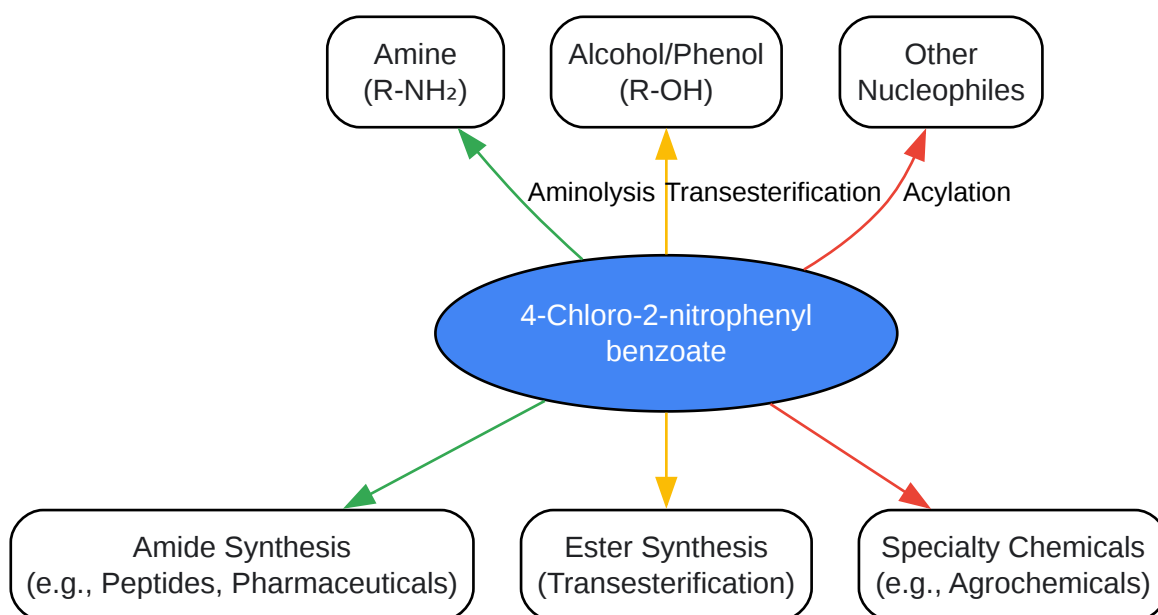 Amine
(R-NH₂)
Alcohol/Phenol
(R-OH)
Other
Nucleophiles
Aminolysis
Transesterification
Acylation
4-Chloro-2-nitrophenyl
benzoate
Amide Synthesis
(e.g., Peptides, Pharmaceuticals)
Ester Synthesis
(Transesterification)
Specialty Chemicals
(e.g., Agrochemicals)